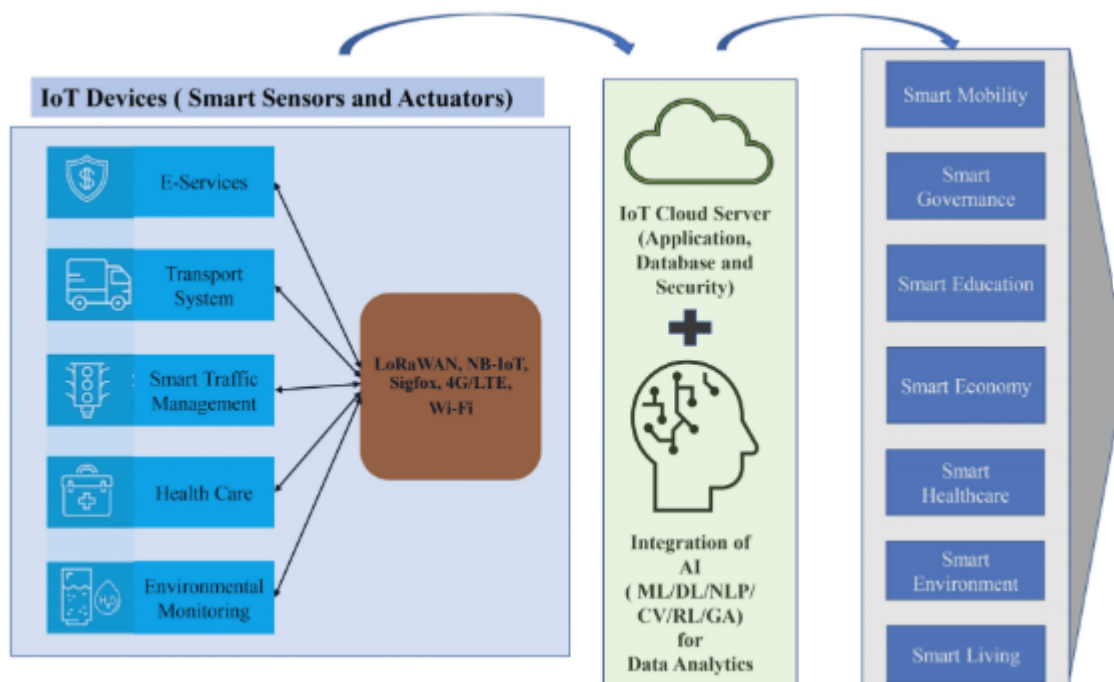 IoT Devices ( Smart Sensors and Actuators)
$
E-Services
Transport
System
Smart Traffic
Management
Health Care
H₂O
Environmental
Monitoring
LoRaWAN, NB-IoT,
Sigfox, 4G/LTE,
Wi-Fi
IoT Cloud Server
(Application,
Database and
Security)
Integration of
AI
( ML/DL/NLP/
CV/RL/GA)
for
Data Analytics
Smart Mobility
Smart
Governance
Smart Education
Smart Economy
Smart
Healthcare
Smart
Environment
Smart Living